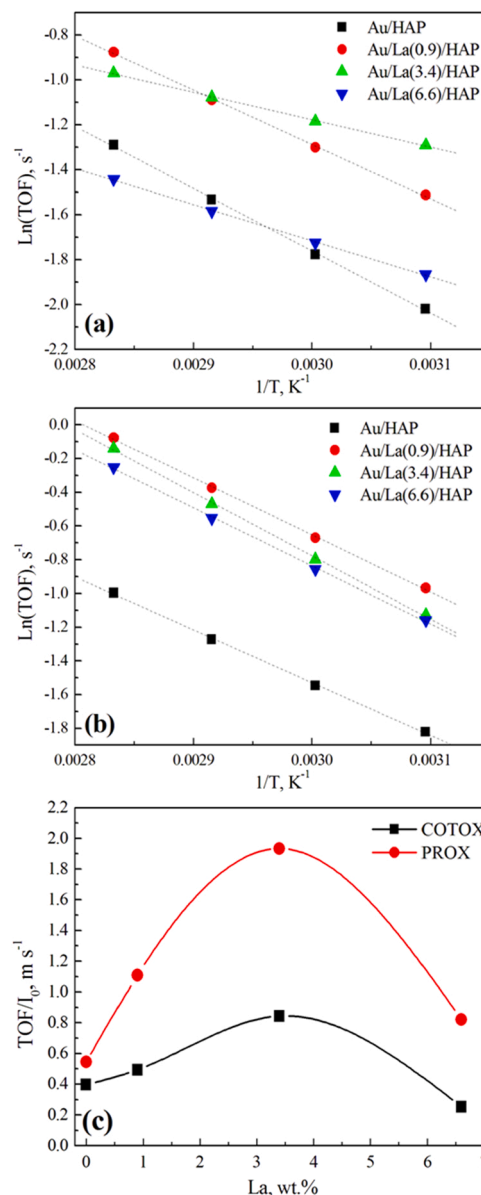 -0.8
-1.0
-1.2
-1.4
-1.6
-1.8
-2.0
-2.2
Ln(TOF), s⁻¹
Au/HAP
Au/La(0.9)/HAP
Au/La(3.4)/HAP
Au/La(6.6)/HAP
(a)
0.0028 0.0029 0.0030 0.0031
1/T, K⁻¹
0.0
-0.2
-0.4
-0.6
-0.8
-1.0
-1.2
-1.4
-1.6
-1.8
Ln(TOF), s⁻¹
Au/HAP
Au/La(0.9)/HAP
Au/La(3.4)/HAP
Au/La(6.6)/HAP
(b)
0.0028 0.0029 0.0030 0.0031
1/T, K⁻¹
2.2
2.0
1.8
1.6
1.4
1.2
1.0
0.8
0.6
0.4
0.2
0.0
TOF/I₀, m s⁻¹
COTOX
PROX
(c)
0 1 2 3 4 5 6 7
La, wt.%